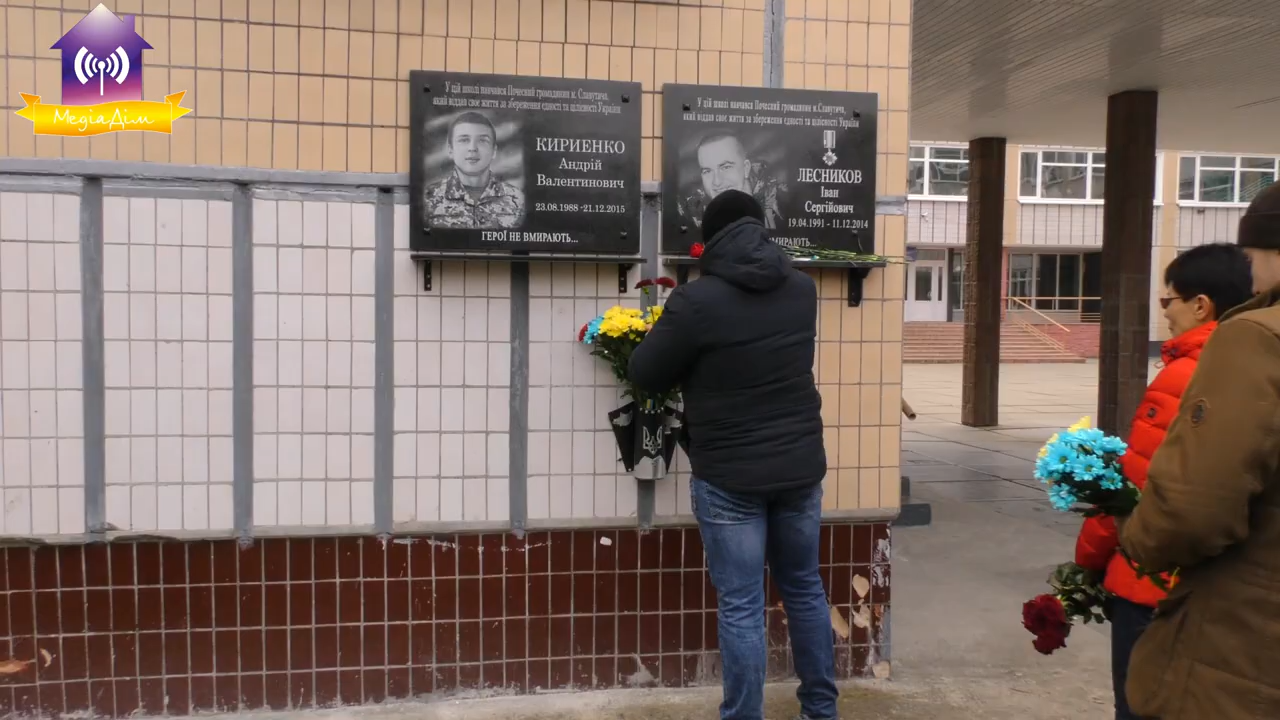 МедіаДім
У цій школі навчався Почесний громадянин м. Славутича,
який віддав своє життя за збереження єдності та цілісності України
КИРИЕНКО
Андрій
Валентинович
23.08.1988 -21.12.2015
ГЕРОЇ НЕ ВМИРАЮТЬ...
У цій школі навчався Почесний громадянин м. Славутича,
який віддав своє життя за збереження єдності та цілісності України
ЛЕСНИКОВ
Іван
Сергійович
19.04.1991 - 11.12.2014
ВМИРАЮТЬ...